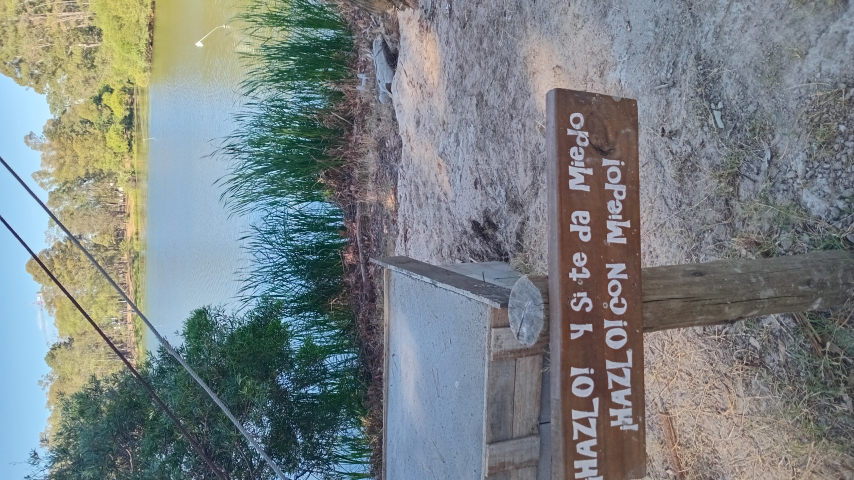 ¡HAZLO! Y Si te da Miedo
¡HAZLO! CON Miedo!